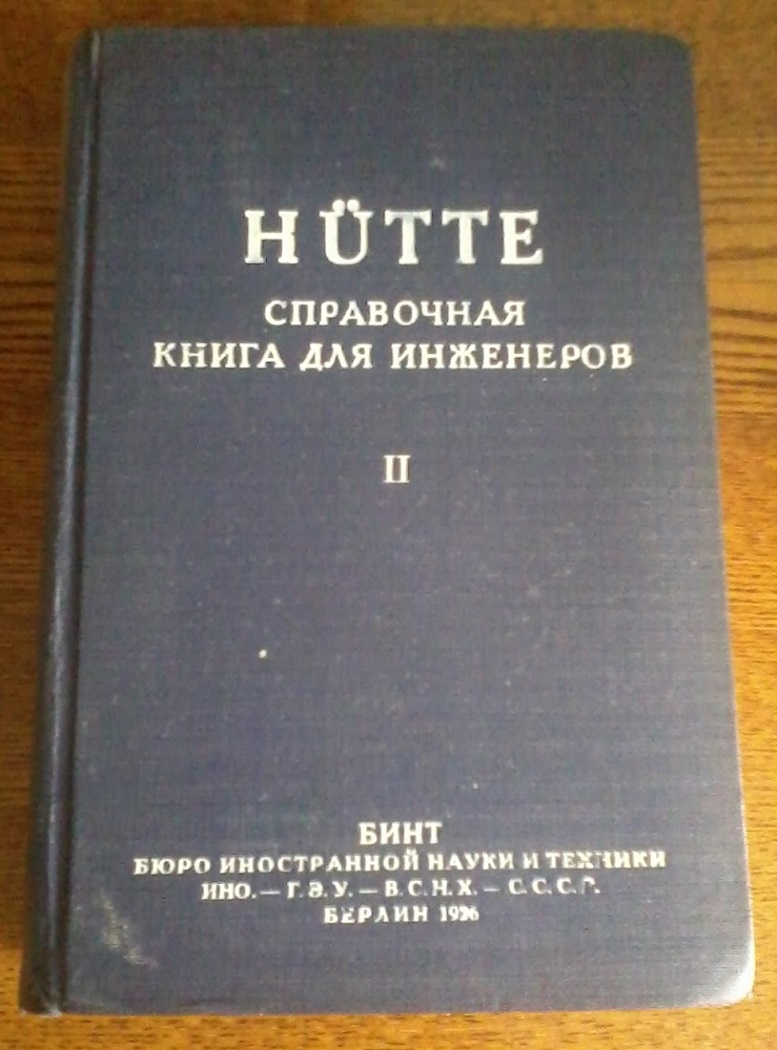 HÜTTE
СПРАВОЧНАЯ
КНИГА ДЛЯ ИНЖЕНЕРОВ
II
БИНТ
БЮРО ИНОСТРАННОЙ НАУКИ И ТЕХНИКИ
ИНО. — Г. Э. У. — В. С. Н. Х. — С. С. С. Р.
БЕРЛИН 1926